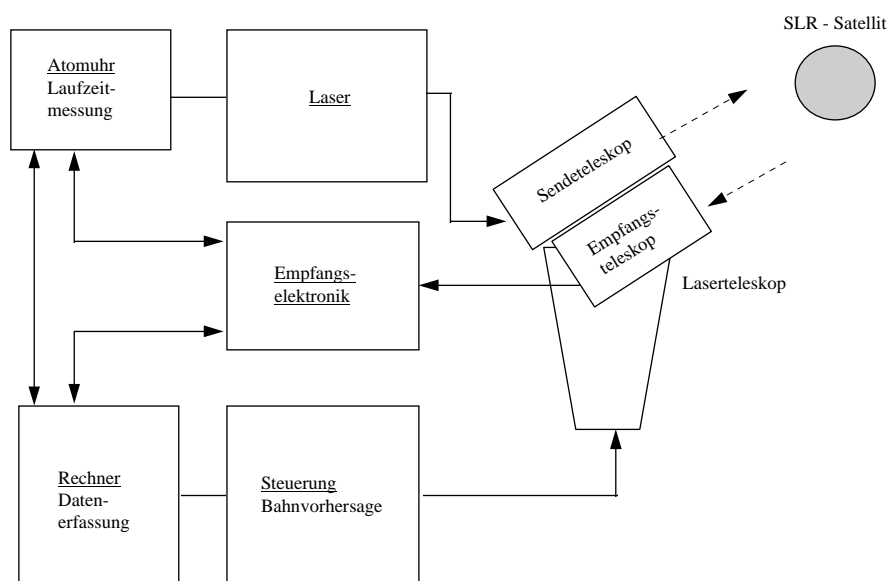 SLR - Satellit
Atomuhr
Laufzeit-
messung
Laser
Sendeteleskop
Empfangs-
teleskop
Laserteleskop
Empfangs-
elektronik
Rechner
Daten-
erfassung
Steuerung
Bahnvorhersage